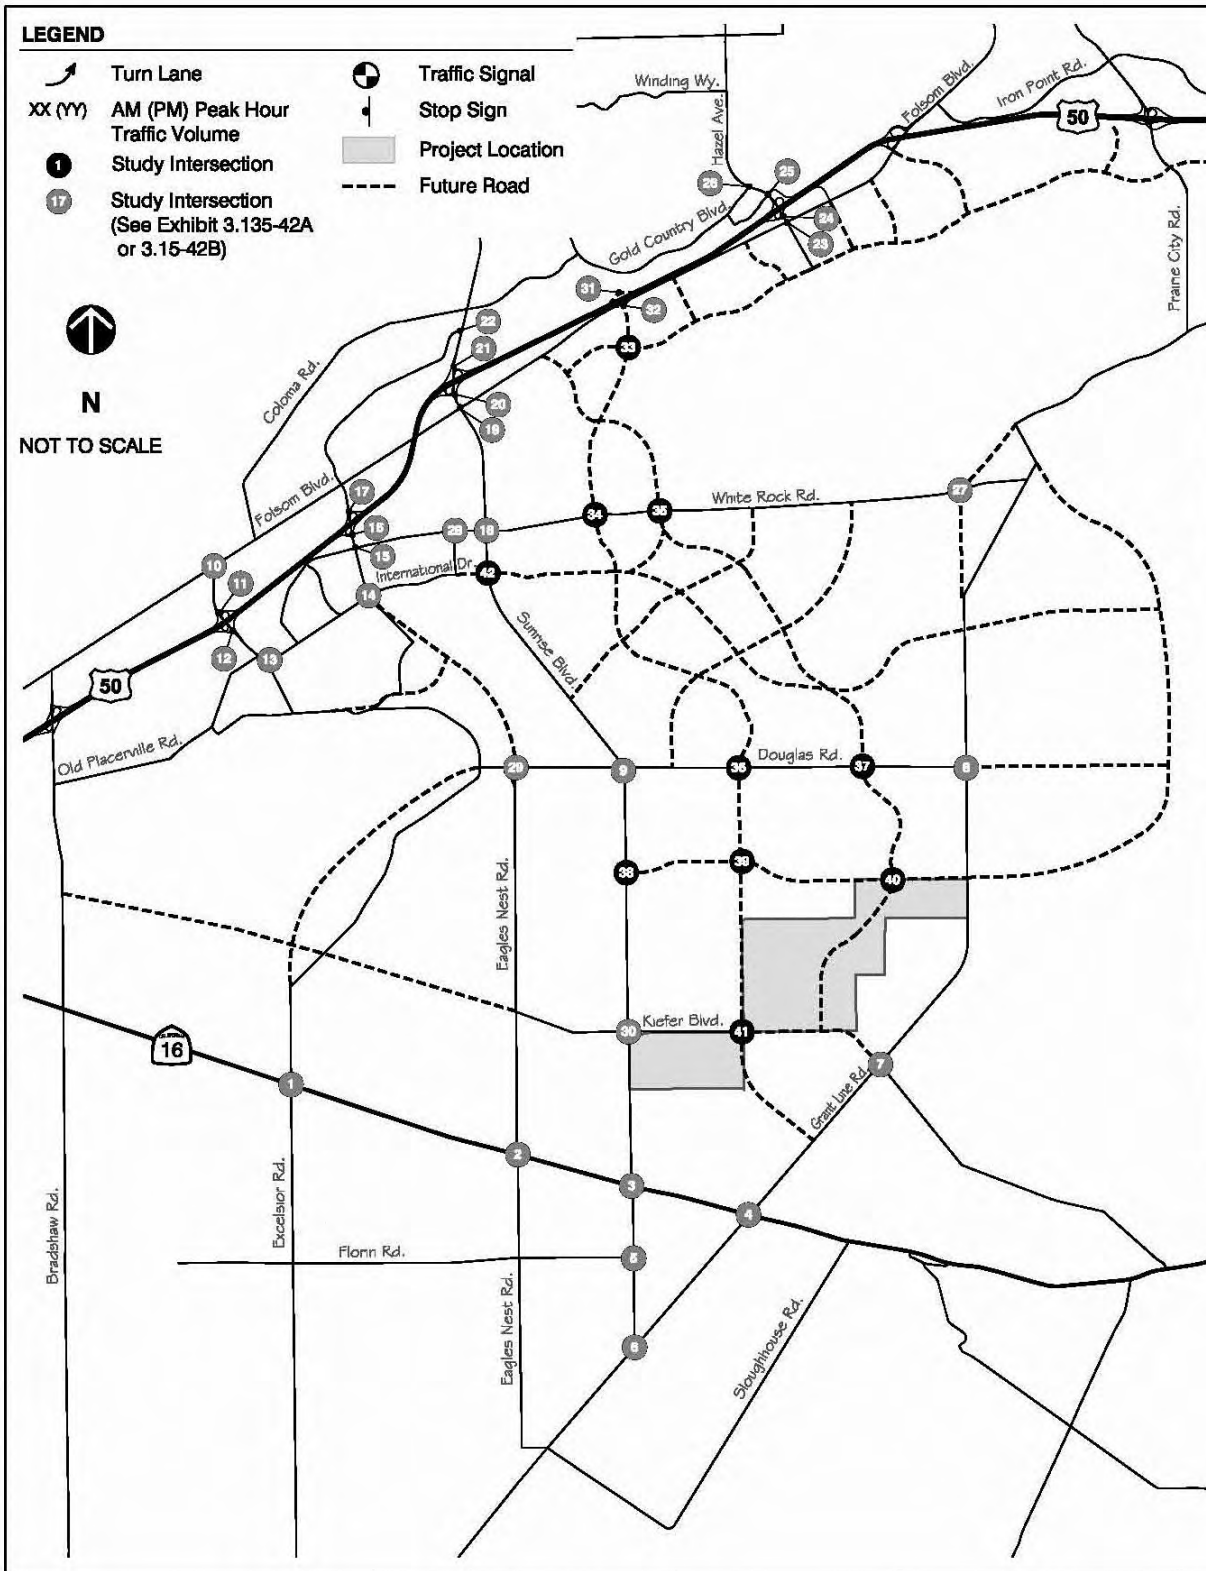 LEGEND
Turn Lane
XX (YY) AM (PM) Peak Hour
Traffic Volume
1 Study Intersection
17 Study Intersection
(See Exhibit 3.135-42A
or 3.15-42B)
Traffic Signal
Stop Sign
Project Location
Future Road
N
NOT TO SCALE
Winding Wy.
Hazel Ave.
Folsom Blvd.
Iron Point Rd.
50
Prairie City Rd.
26
25
24
23
Gold Country Blvd.
31
32
33
22
21
20
19
Coloma Rd.
Folsom Blvd.
17
16
15
28
18
34
35
White Rock Rd.
27
10
11
International Dr.
42
14
12
13
50
Sunrise Blvd.
Old Placerville Rd.
29
9
36
Douglas Rd.
37
8
38
39
40
Eagles Nest Rd.
30
Kiefer Blvd.
41
16
1
7
Grant Line Rd.
2
3
4
Bradshaw Rd.
Excelsior Rd.
Florin Rd.
5
Eagles Nest Rd.
6
Sloughhouse Rd.